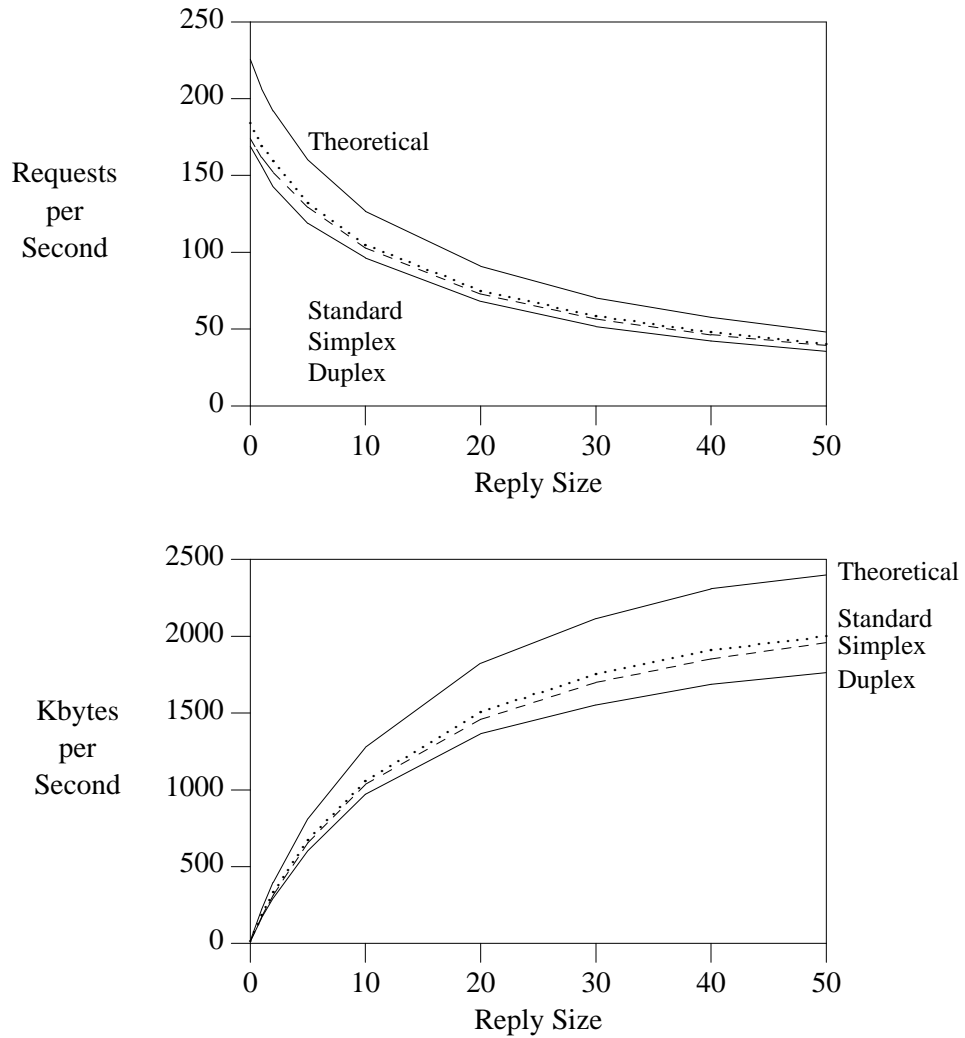 250
200
150
100
50
0
Requests
per
Second
Theoretical
Standard
Simplex
Duplex
0 10 20 30 40 50
Reply Size
2500
2000
1500
1000
500
0
Kbytes
per
Second
Theoretical
Standard
Simplex
Duplex
0 10 20 30 40 50
Reply Size